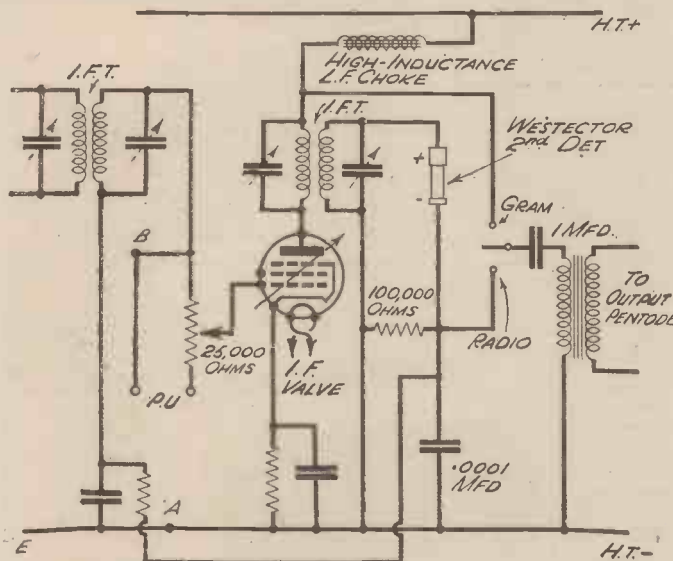 H.T.+
HIGH-INDUCTANCE
L.F. CHOKE
I.F.T.
I.F.T.
WESTECTOR
2ND DET
+
-
GRAM
1 MFD.
B
TO
OUTPUT
PENTODE
100,000
OHMS
RADIO
25,000
OHMS
I.F.
VALVE
P.U
.0001
MFD
A
E
H.T.-